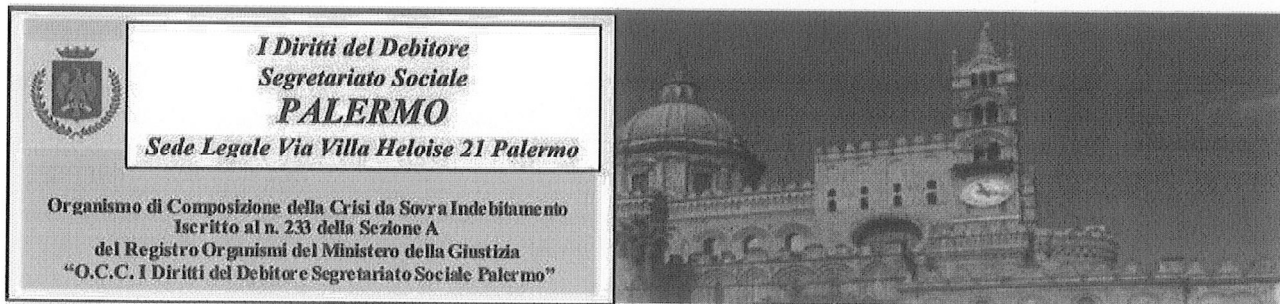 I Diritti del Debitore
Segretariato Sociale
PALERMO
Sede Legale Via Villa Heloise 21 Palermo
Organismo di Composizione della Crisi da Sovra Indebitamento
Iscritto al n. 233 della Sezione A
del Registro Organismi del Ministero della Giustizia
“O.C.C. I Diritti del Debitore Segretariato Sociale Palermo”